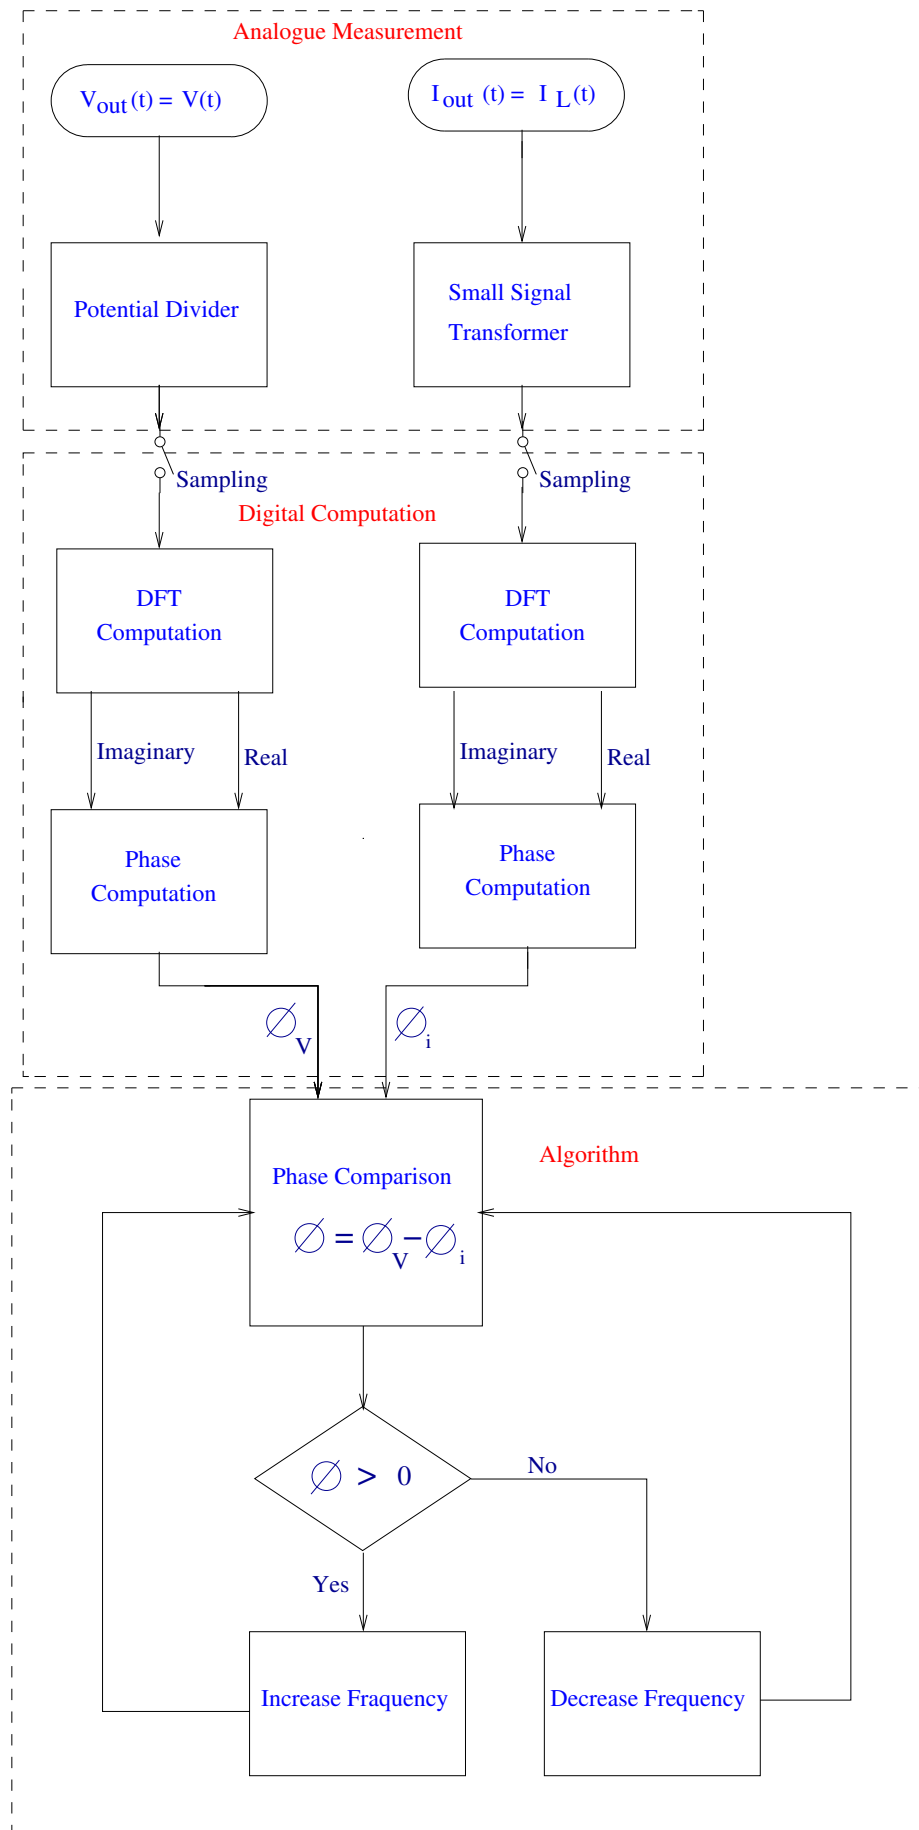 Analogue Measurement
Vout(t) = V(t)
Iout (t) = I L(t)
Potential Divider
Small Signal
Transformer
Sampling
Sampling
Digital Computation
DFT
Computation
DFT
Computation
Imaginary
Real
Imaginary
Real
Phase
Computation
Phase
Computation
∅V
∅i
Algorithm
Phase Comparison
∅ = ∅V − ∅i
∅ > 0
No
Yes
Increase Fraquency
Decrease Frequency